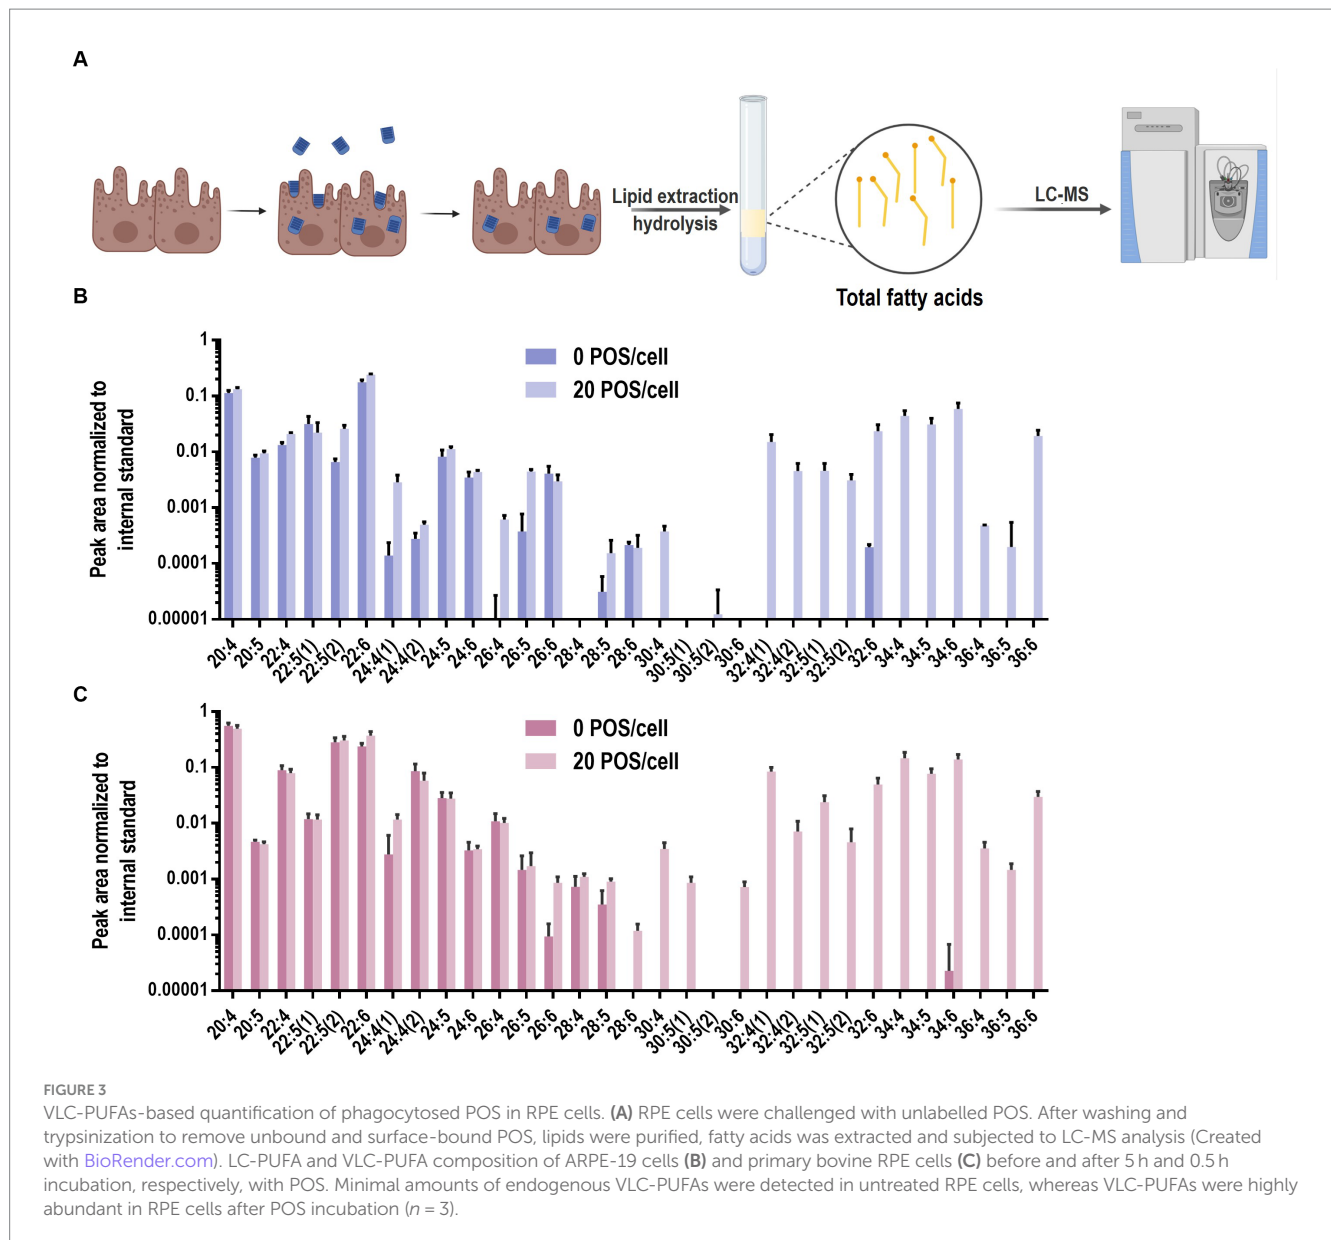 A
Lipid extraction
hydrolysis
LC-MS
Total fatty acids
B
Peak area normalized to
internal standard
1
0.1
0.01
0.001
0.0001
0.00001
0 POS/cell
20 POS/cell
20:4 20:5 22:4 22:5(1) 22:5(2) 22:6 24:4(1) 24:4(2) 24:5 24:6 26:4 26:5 26:6 28:4 28:5 28:6 30:4 30:5(1) 30:5(2) 30:6 32:4(1) 32:4(2) 32:5(1) 32:5(2) 32:6 34:4 34:5 34:6 36:4 36:5 36:6
C
Peak area normalized to
internal standard
1
0.1
0.01
0.001
0.0001
0.00001
0 POS/cell
20 POS/cell
20:4 20:5 22:4 22:5(1) 22:5(2) 22:6 24:4(1) 24:4(2) 24:5 24:6 26:4 26:5 26:6 28:4 28:5 28:6 30:4 30:5(1) 30:5(2) 30:6 32:4(1) 32:4(2) 32:5(1) 32:5(2) 32:6 34:4 34:5 34:6 36:4 36:5 36:6
FIGURE 3
VLC-PUFAs-based quantification of phagocytosed POS in RPE cells. (A) RPE cells were challenged with unlabelled POS. After washing and
trypsinization to remove unbound and surface-bound POS, lipids were purified, fatty acids was extracted and subjected to LC-MS analysis (Created
with BioRender.com). LC-PUFA and VLC-PUFA composition of ARPE-19 cells (B) and primary bovine RPE cells (C) before and after 5 h and 0.5 h
incubation, respectively, with POS. Minimal amounts of endogenous VLC-PUFAs were detected in untreated RPE cells, whereas VLC-PUFAs were highly
abundant in RPE cells after POS incubation (n = 3).